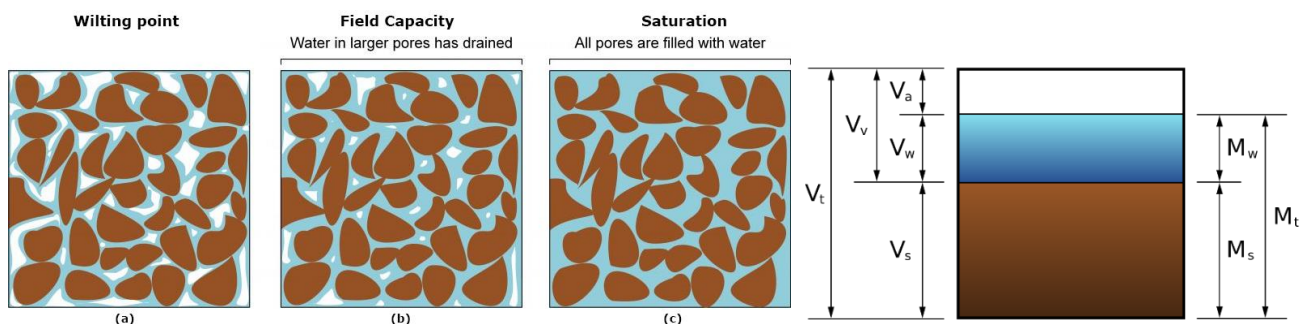 Wilting point
Field Capacity
Water in larger pores has drained
Saturation
All pores are filled with water
(a)
(b)
(c)
Vt
Vv
Va
Vw
Vs
Mw
Ms
Mt